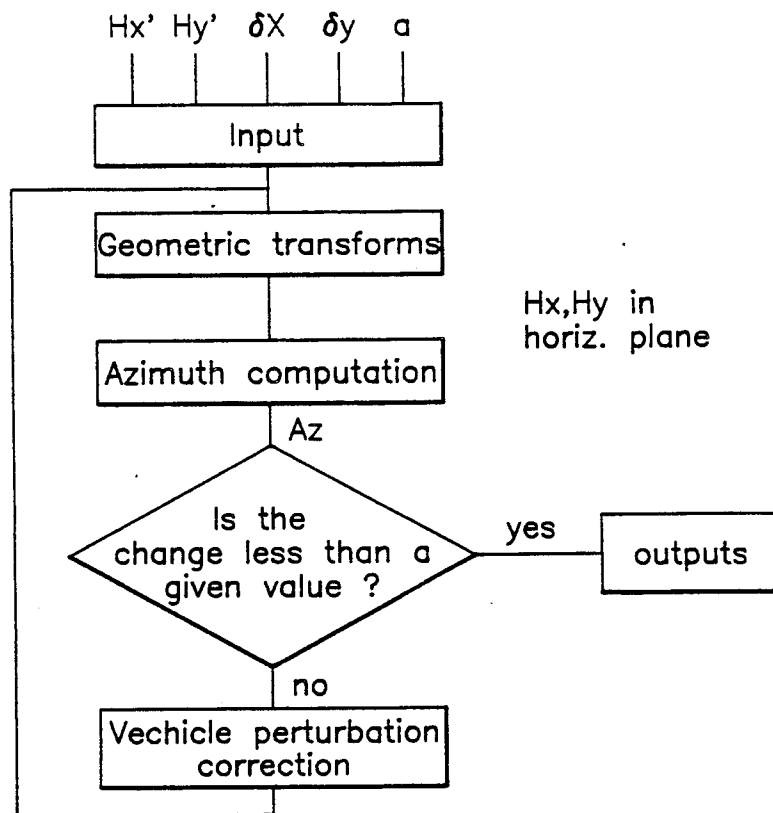 Hx' Hy' δX δy a
Input
Geometric transforms
Hx,Hy in
horiz. plane
Azimuth computation
Az
Is the
change less than a
given value ?
yes
outputs
no
Vechicle perturbation
correction